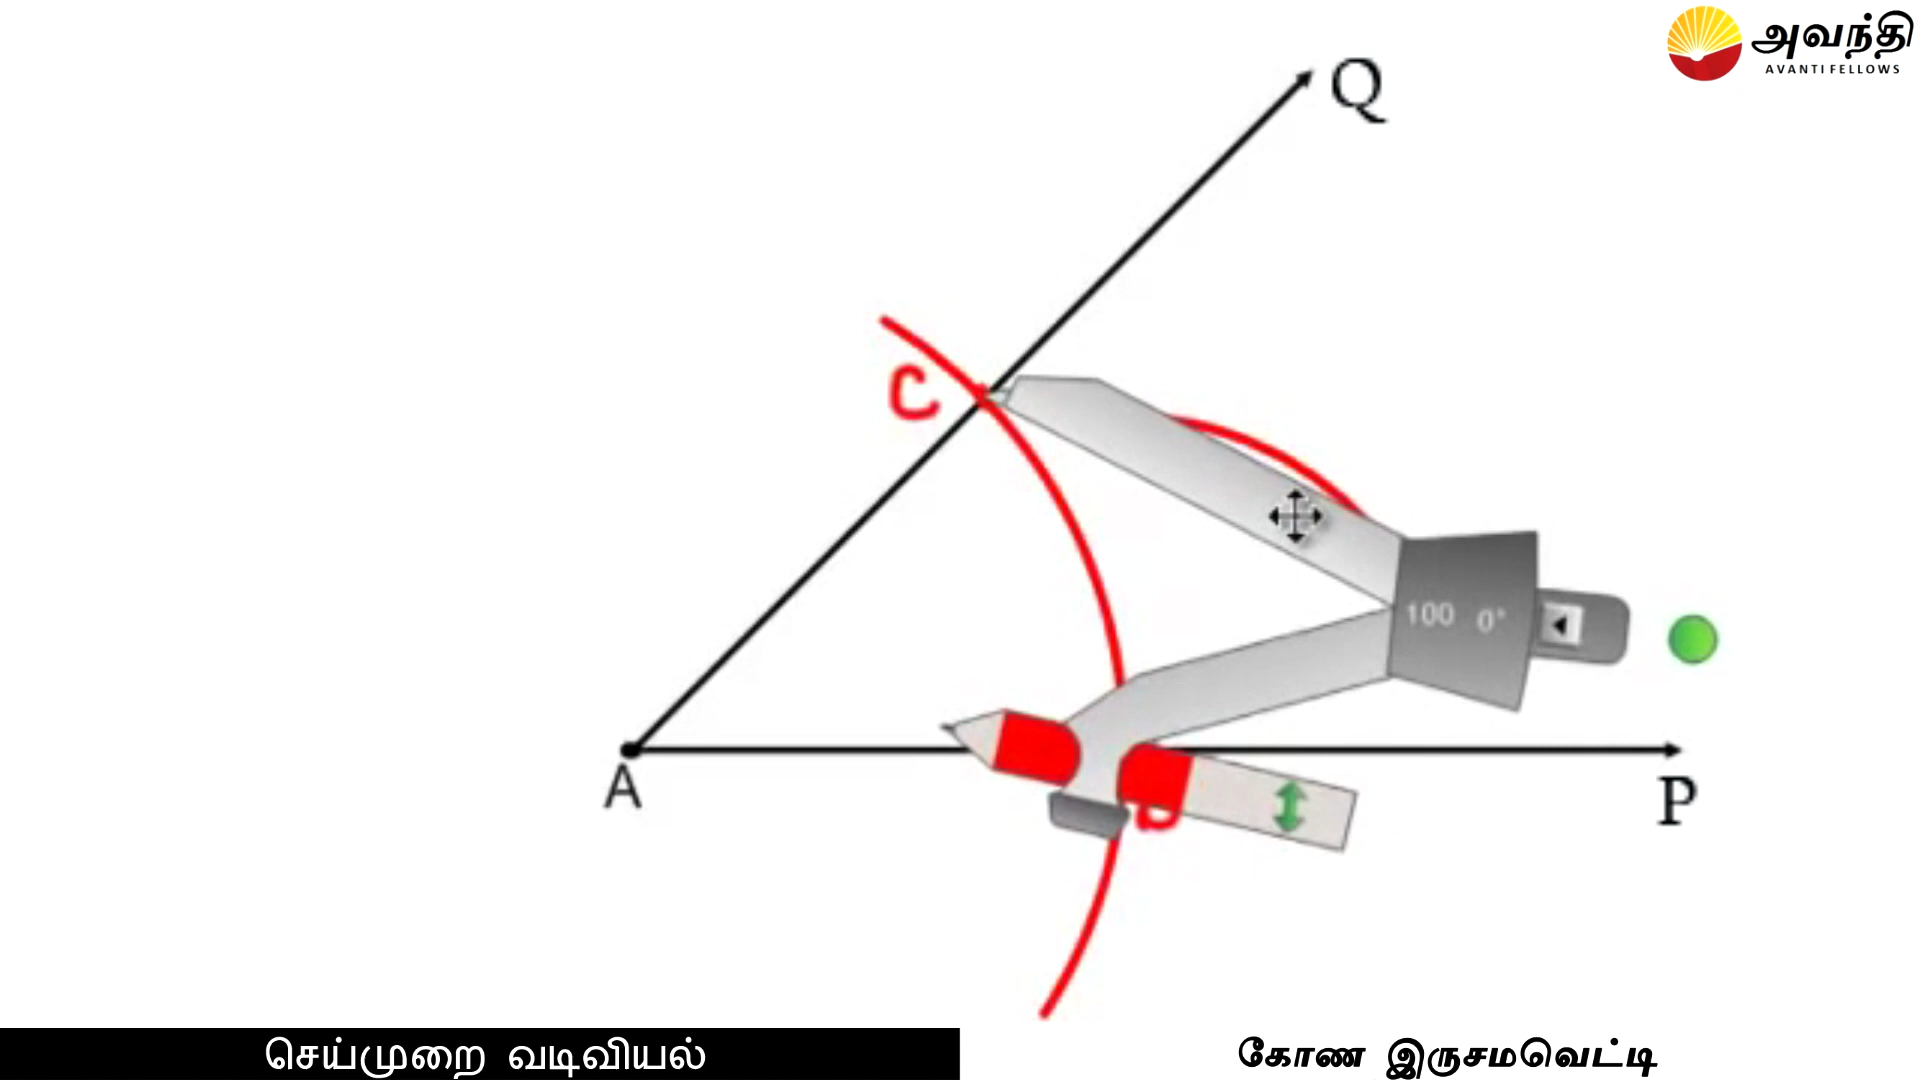 அவந்தி
AVANTI FELLOWS
Q
C
100 0°
A
P
செய்முறை வடிவியல்
கோண இருசமவெட்டி